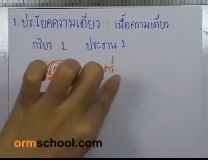 1. ประโยคความเดียว : เนื้อความเดียว
กริยา 1 ประธาน 1
ormschool.com